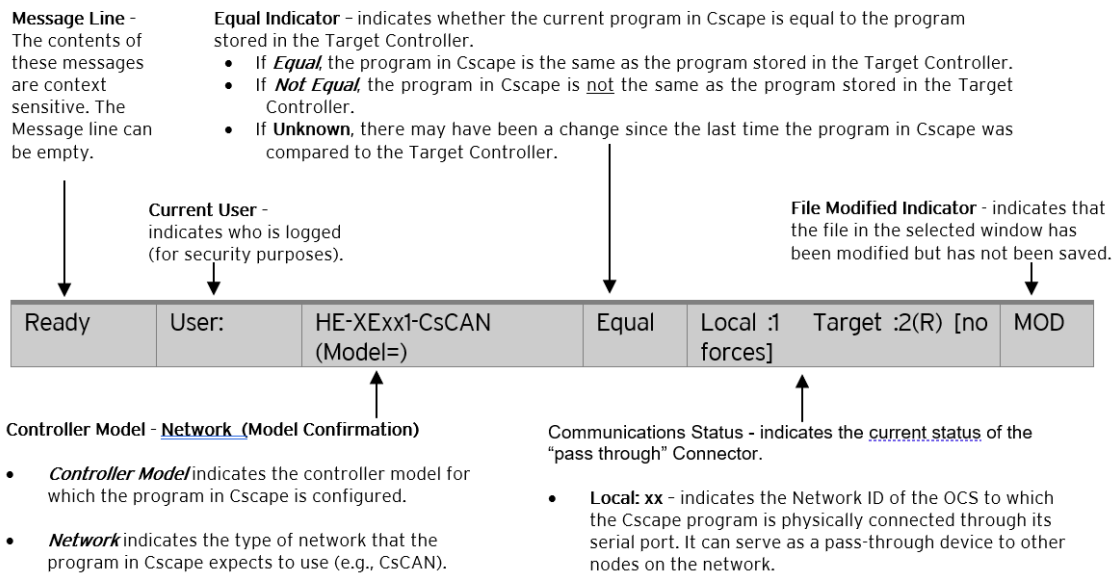 Message Line -
The contents of
these messages
are context
sensitive. The
Message line can
be empty.
Equal Indicator – indicates whether the current program in Cscape is equal to the program
stored in the Target Controller.
• If Equal, the program in Cscape is the same as the program stored in the Target Controller.
• If Not Equal, the program in Cscape is not the same as the program stored in the Target
Controller.
• If Unknown, there may have been a change since the last time the program in Cscape was
compared to the Target Controller.
Current User -
indicates who is logged
(for security purposes).
File Modified Indicator - indicates that
the file in the selected window has
been modified but has not been saved.
Ready
User:
HE-XExx1-CsCAN
(Model=)
Equal
Local :1 Target :2(R) [no
forces]
MOD
Controller Model - Network (Model Confirmation)
• Controller Model indicates the controller model for
which the program in Cscape is configured.
• Network indicates the type of network that the
program in Cscape expects to use (e.g., CsCAN).
Communications Status - indicates the current status of the
“pass through” Connector.
• Local: xx – indicates the Network ID of the OCS to which
the Cscape program is physically connected through its
serial port. It can serve as a pass-through device to other
nodes on the network.